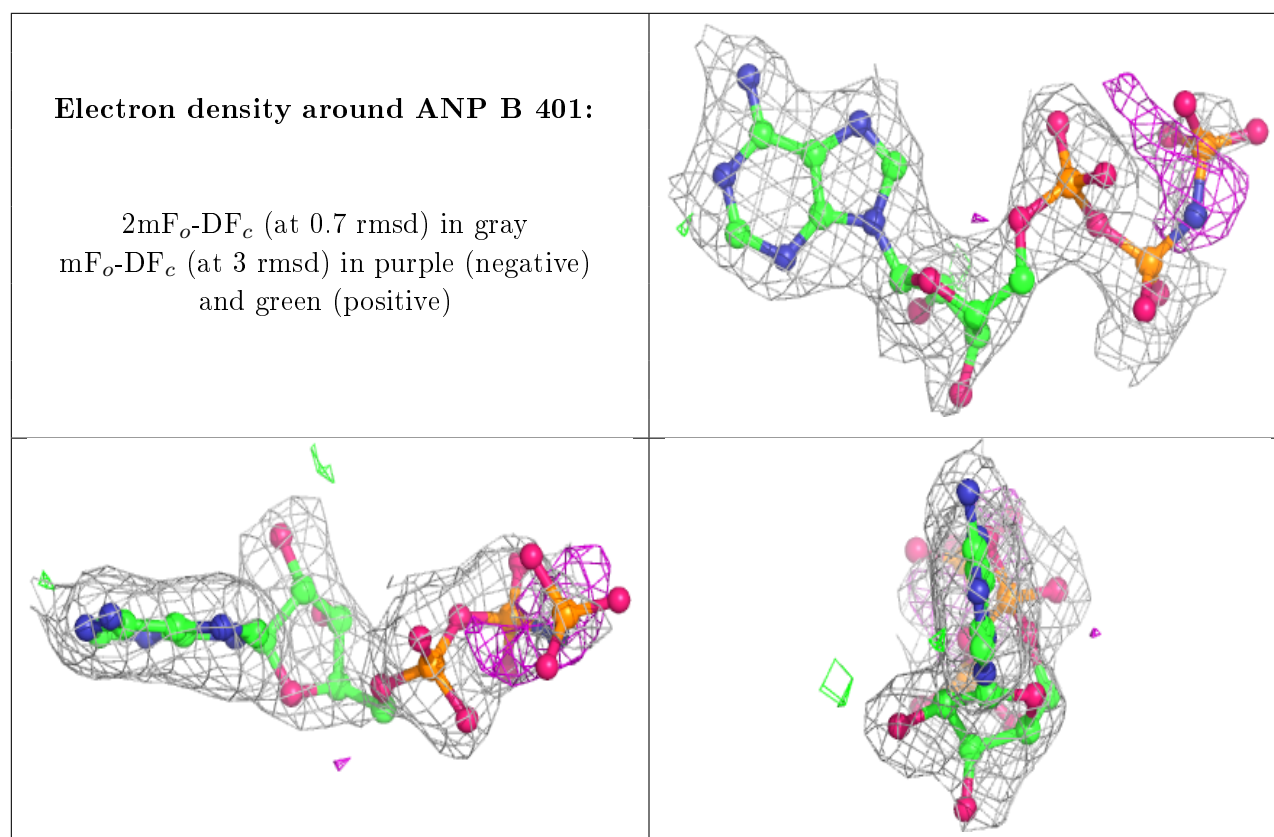 Electron density around ANP B 401:
2mFₒ-DF𝒸 (at 0.7 rmsd) in gray
mFₒ-DF𝒸 (at 3 rmsd) in purple (negative)
and green (positive)